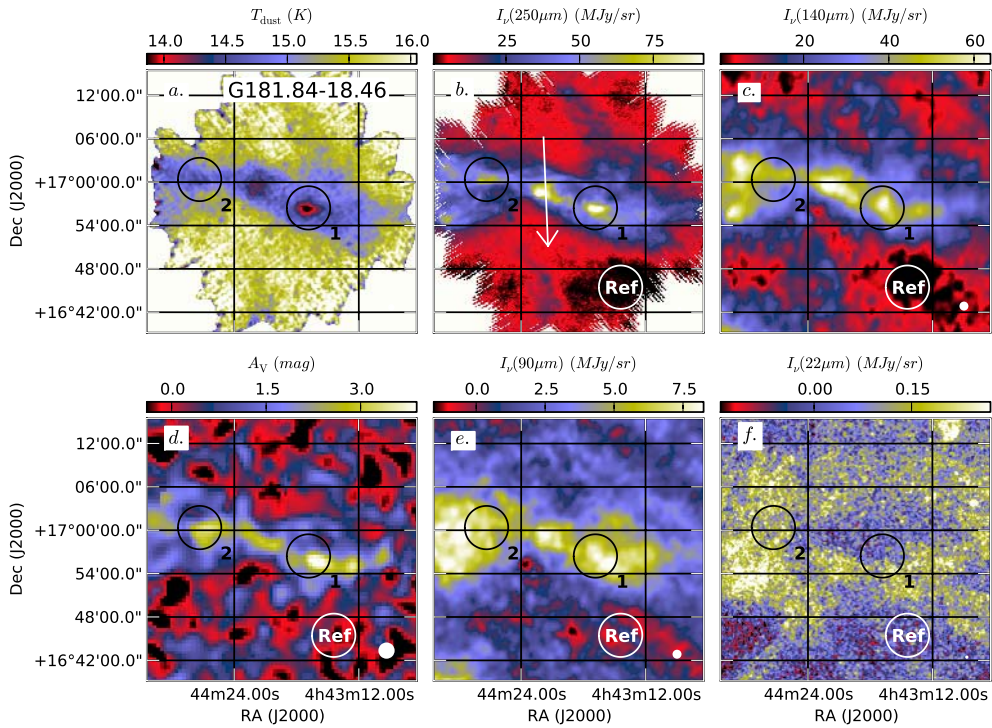 T_dust (K) I_ν(250μm) (MJy/sr) I_ν(140μm) (MJy/sr)
14.0 14.5 15.0 15.5 16.0 25 50 75 20 40 60
a. G181.84-18.46 b. c.
12'00.0"
06'00.0"
+17°00'00.0"
54'00.0"
48'00.0"
+16°42'00.0"
Dec (J2000)
2 1 2 1 2 1
Ref Ref
A_V (mag) I_ν(90μm) (MJy/sr) I_ν(22μm) (MJy/sr)
0.0 1.5 3.0 0.0 2.5 5.0 7.5 0.00 0.15
d. e. f.
12'00.0"
06'00.0"
+17°00'00.0"
54'00.0"
48'00.0"
+16°42'00.0"
Dec (J2000)
2 1 2 1 2 1
Ref Ref Ref
44m24.00s 4h43m12.00s 44m24.00s 4h43m12.00s 44m24.00s 4h43m12.00s
RA (J2000) RA (J2000) RA (J2000)